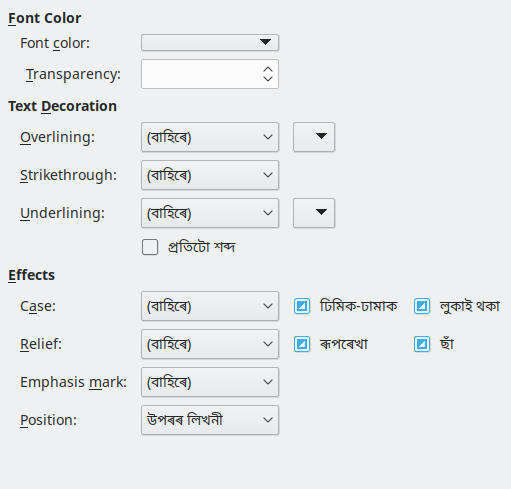 Font Color
Font color:
Transparency:
Text Decoration
Overlining: (বাহিৰে)
Strikethrough: (বাহিৰে)
Underlining: (বাহিৰে)
প্ৰতিটো শব্দ
Effects
Case: (বাহিৰে) ঢিমিক-ঢামাক লুকাই থকা
Relief: (বাহিৰে) ৰূপৰেখা ছাঁ
Emphasis mark: (বাহিৰে)
Position: উপৰৰ লিখনী